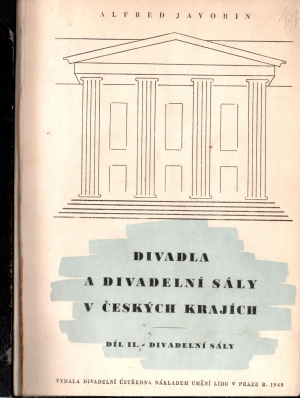 ALFRED JAVORIN
DIVADLA
A DIVADELNÍ SÁLY
V ČESKÝCH KRAJÍCH
DÍL II. - DIVADELNÍ SÁLY
VYDALA DIVADELNÍ ÚSTŘEDNA NÁKLADEM UMĚNÍ LIDU V PRAZE R. 1949